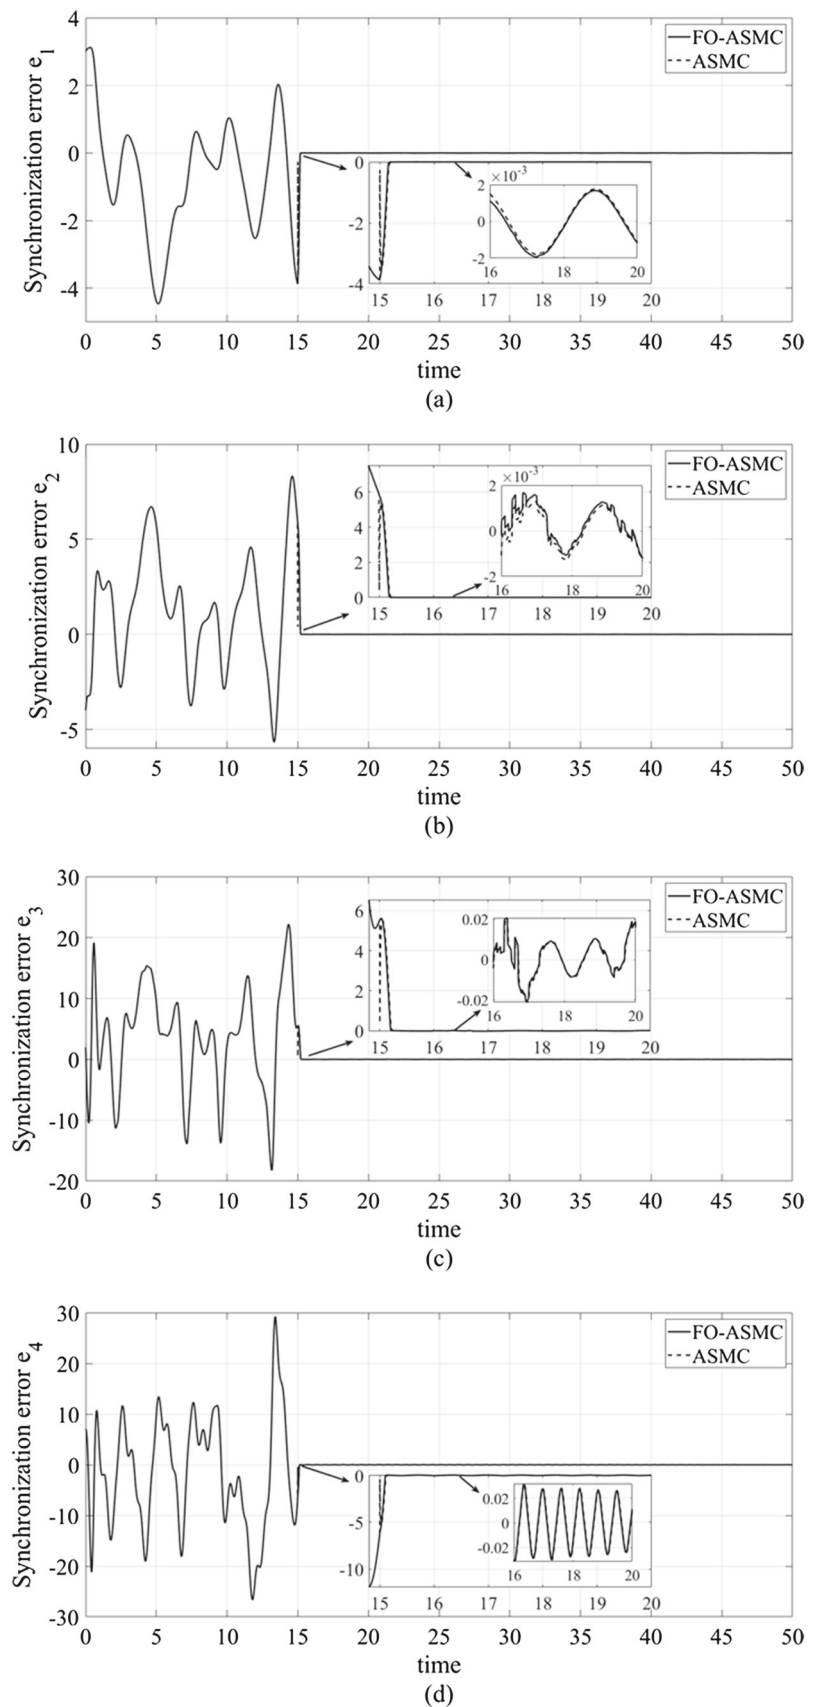 Synchronization error e1
4
2
0
-2
-4
FO-ASMC
ASMC
0
-2
-4
15 16 17 18 19 20
×10-3
2
0
-2
16 18 20
0 5 10 15 20 25 30 35 40 45 50
time
(a)
Synchronization error e2
10
5
0
-5
FO-ASMC
ASMC
6
4
2
0
15 16 17 18 19 20
×10-3
2
0
-2
16 18 20
0 5 10 15 20 25 30 35 40 45 50
time
(b)
Synchronization error e3
30
20
10
0
-10
-20
FO-ASMC
ASMC
6
4
2
0
15 16 17 18 19 20
0.02
0
-0.02
16 18 20
0 5 10 15 20 25 30 35 40 45 50
time
(c)
Synchronization error e4
30
20
10
0
-10
-20
-30
FO-ASMC
ASMC
0
-5
-10
15 16 17 18 19 20
0.02
0
-0.02
16 18 20
0 5 10 15 20 25 30 35 40 45 50
time
(d)